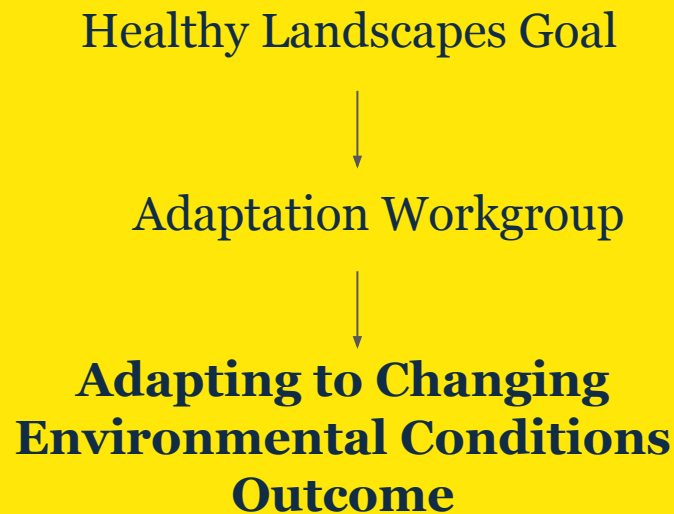 Healthy Landscapes Goal
Adaptation Workgroup
Adapting to Changing
Environmental Conditions
Outcome